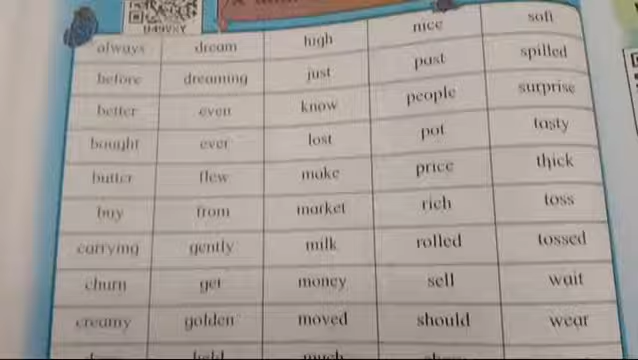 always dream high nice soft
before dreaming just past spilled
better even know people surprise
bought ever lost pot tasty
butter flew make price thick
buy from market rich toss
carrying gently milk rolled tossed
churn get money sell wait
creamy golden moved should wear
much